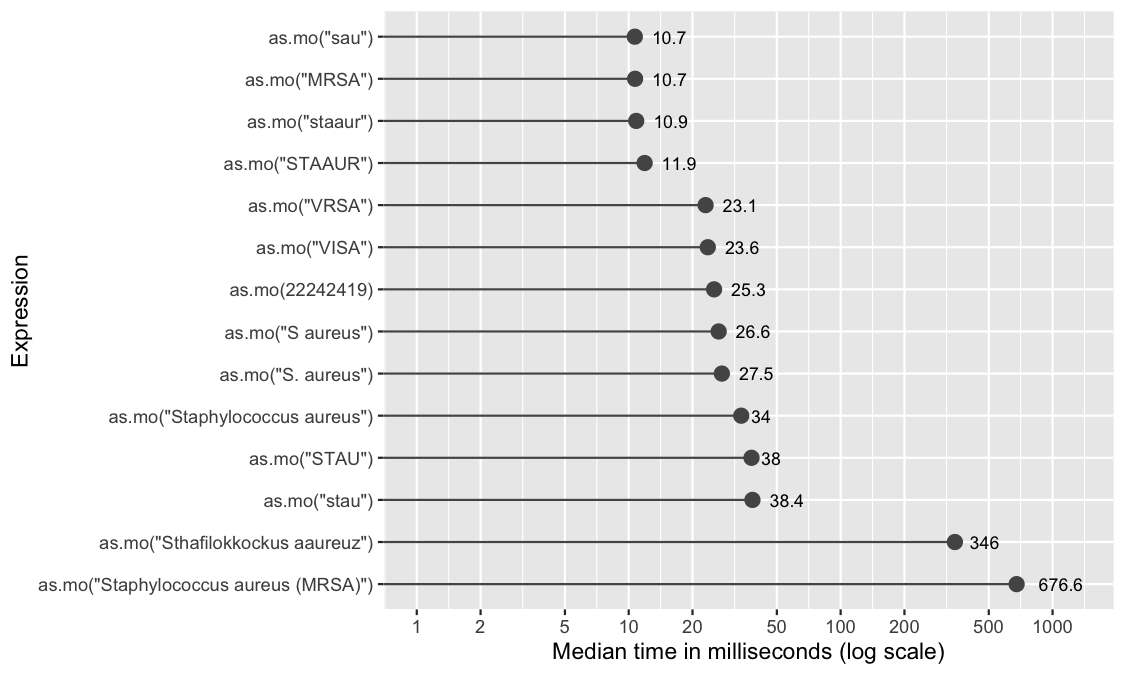 as.mo("sau") 10.7
as.mo("MRSA") 10.7
as.mo("staaur") 10.9
as.mo("STAAUR") 11.9
as.mo("VRSA") 23.1
as.mo("VISA") 23.6
as.mo(22242419) 25.3
as.mo("S aureus") 26.6
as.mo("S. aureus") 27.5
as.mo("Staphylococcus aureus") 34
as.mo("STAU") 38
as.mo("stau") 38.4
as.mo("Sthafilokkockus aaureuz") 346
as.mo("Staphylococcus aureus (MRSA)") 676.6
Expression
1 2 5 10 20 50 100 200 500 1000
Median time in milliseconds (log scale)